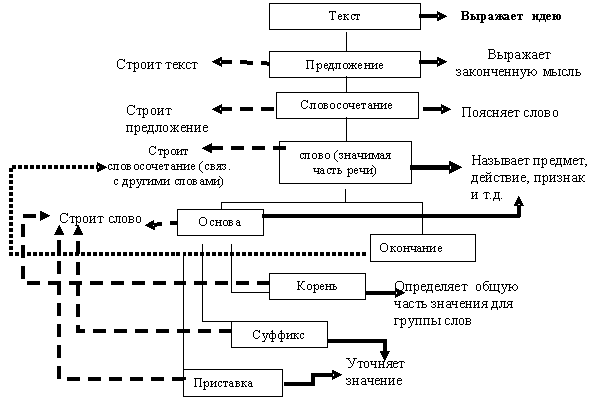 Текст
Выражает идею
Строит текст
Предложение
Выражает
законченную мысль
Строит
предложение
Словосочетание
Поясняет слово
Строит
словосочетание (связ.
с другими словами)
слово (значимая
часть речи)
Называет предмет,
действие, признак
и т.д.
Строит слово
Основа
Окончание
Корень
Определяет общую
часть значения для
группы слов
Суффикс
Уточняет
значение
Приставка